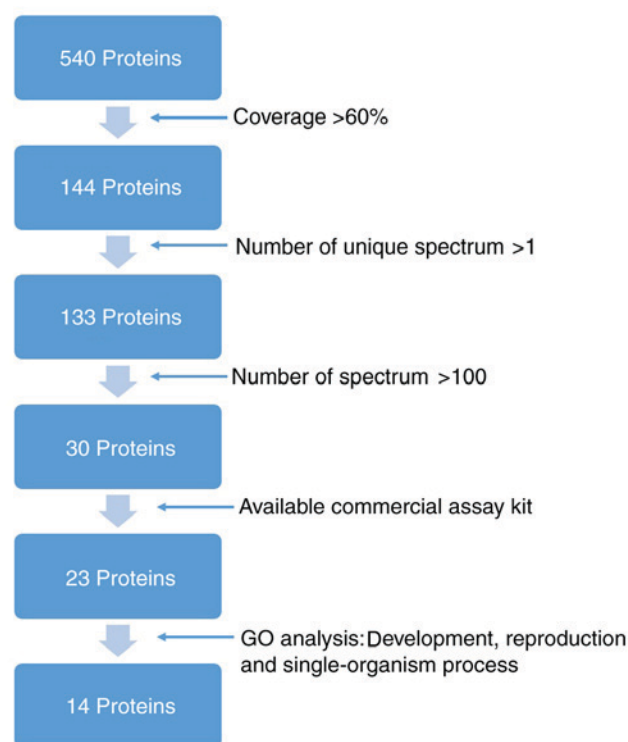 540 Proteins
Coverage >60%
144 Proteins
Number of unique spectrum >1
133 Proteins
Number of spectrum >100
30 Proteins
Available commercial assay kit
23 Proteins
GO analysis:Development, reproduction
and single-organism process
14 Proteins